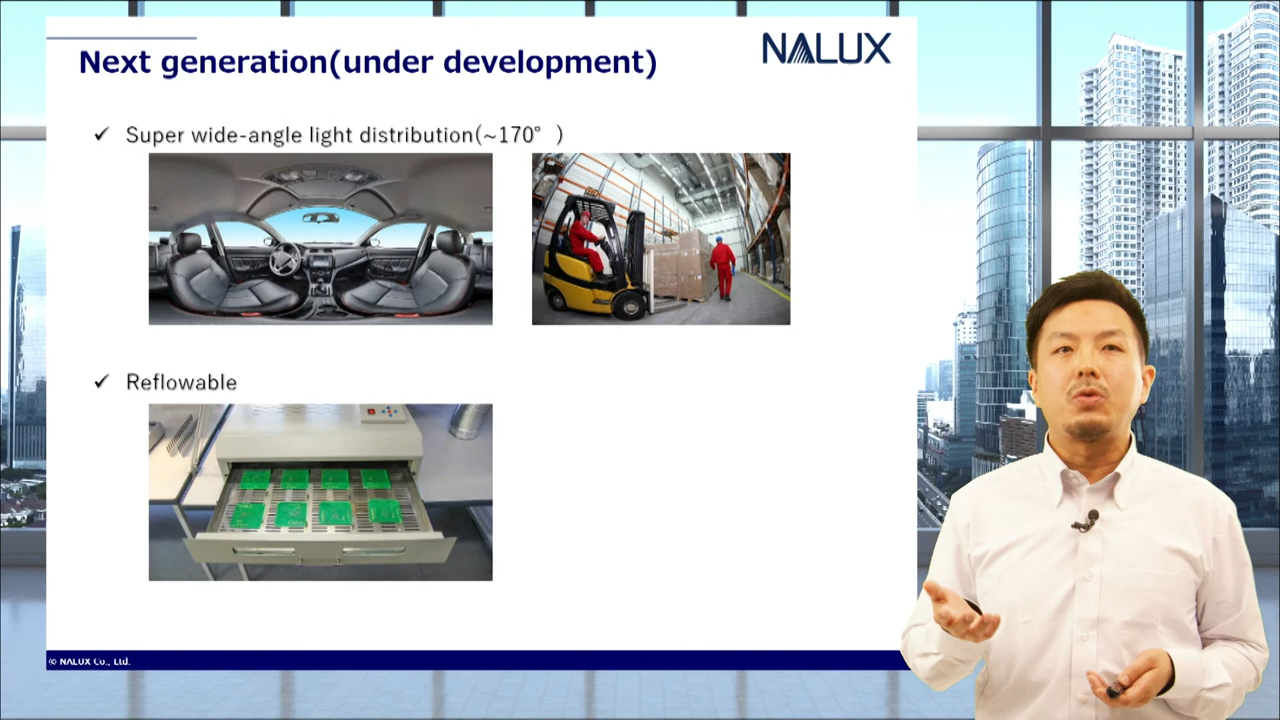 Next generation(under development)
NALUX
✓ Super wide-angle light distribution(~170° )
✓ Reflowable
© NALUX Co., Ltd.